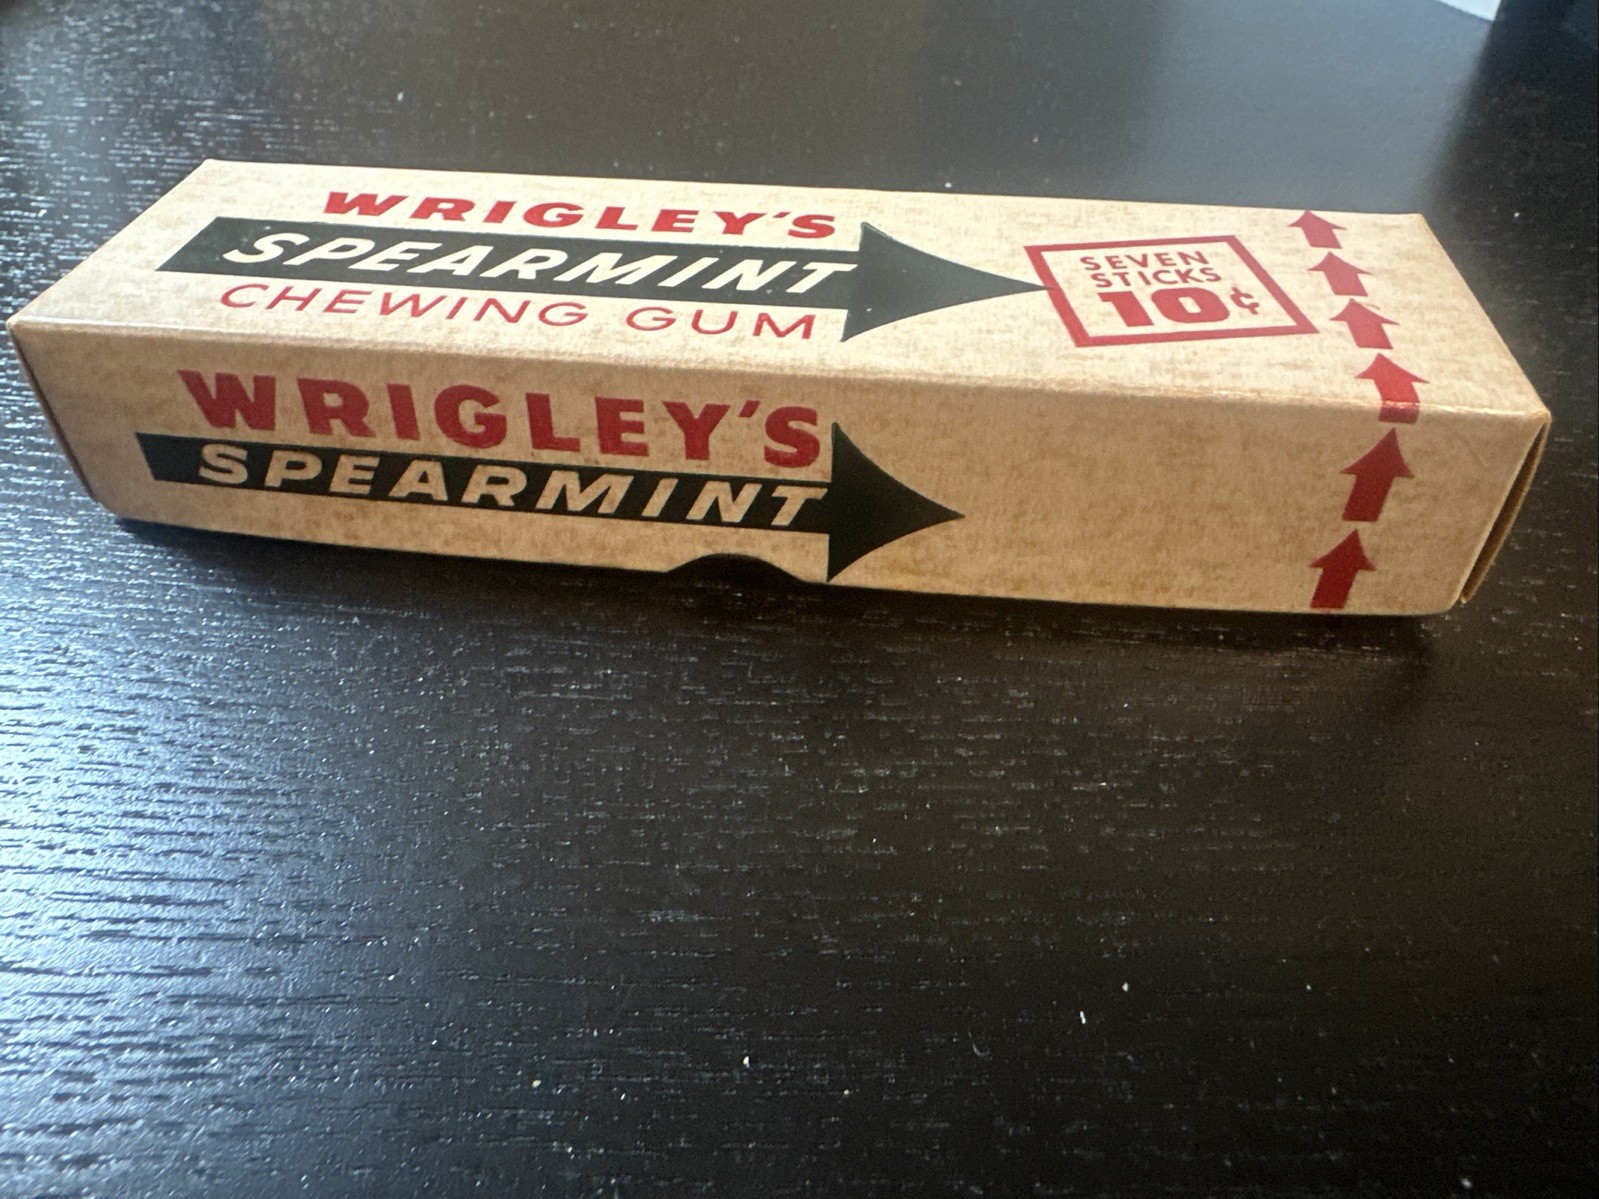 WRIGLEY'S
SPEARMINT
CHEWING GUM
SEVEN
STICKS
10¢
WRIGLEY'S
SPEARMINT